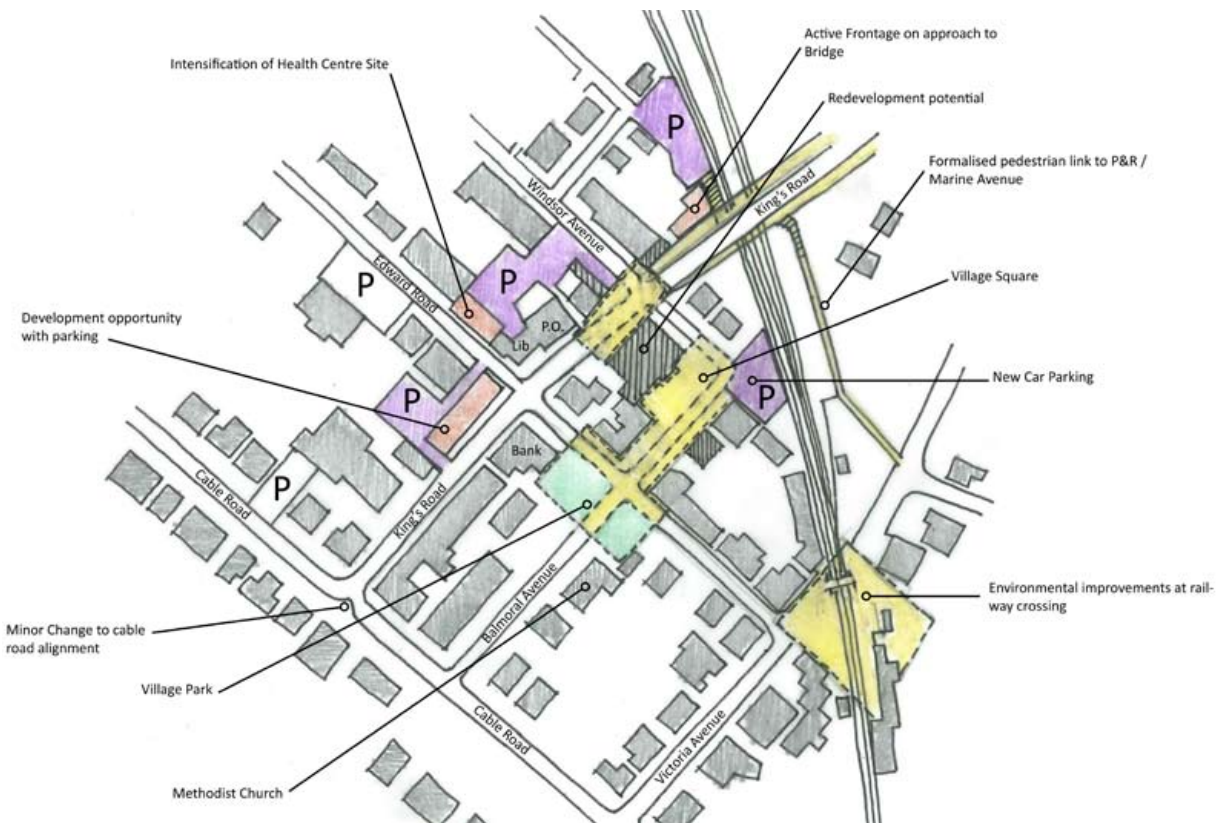 Active Frontage on approach to
Bridge
Intensification of Health Centre Site
Redevelopment potential
P
Formalised pedestrian link to P&R /
Marine Avenue
King's Road
Windsor Avenue
Edward Road
P
P
Village Square
Development opportunity
with parking
P.O.
Lib
New Car Parking
P
P
Bank
Cable Road
P
King's Road
Environmental improvements at rail-
way crossing
Balmoral Avenue
Minor Change to cable
road alignment
Village Park
Cable Road
Victoria Avenue
Methodist Church